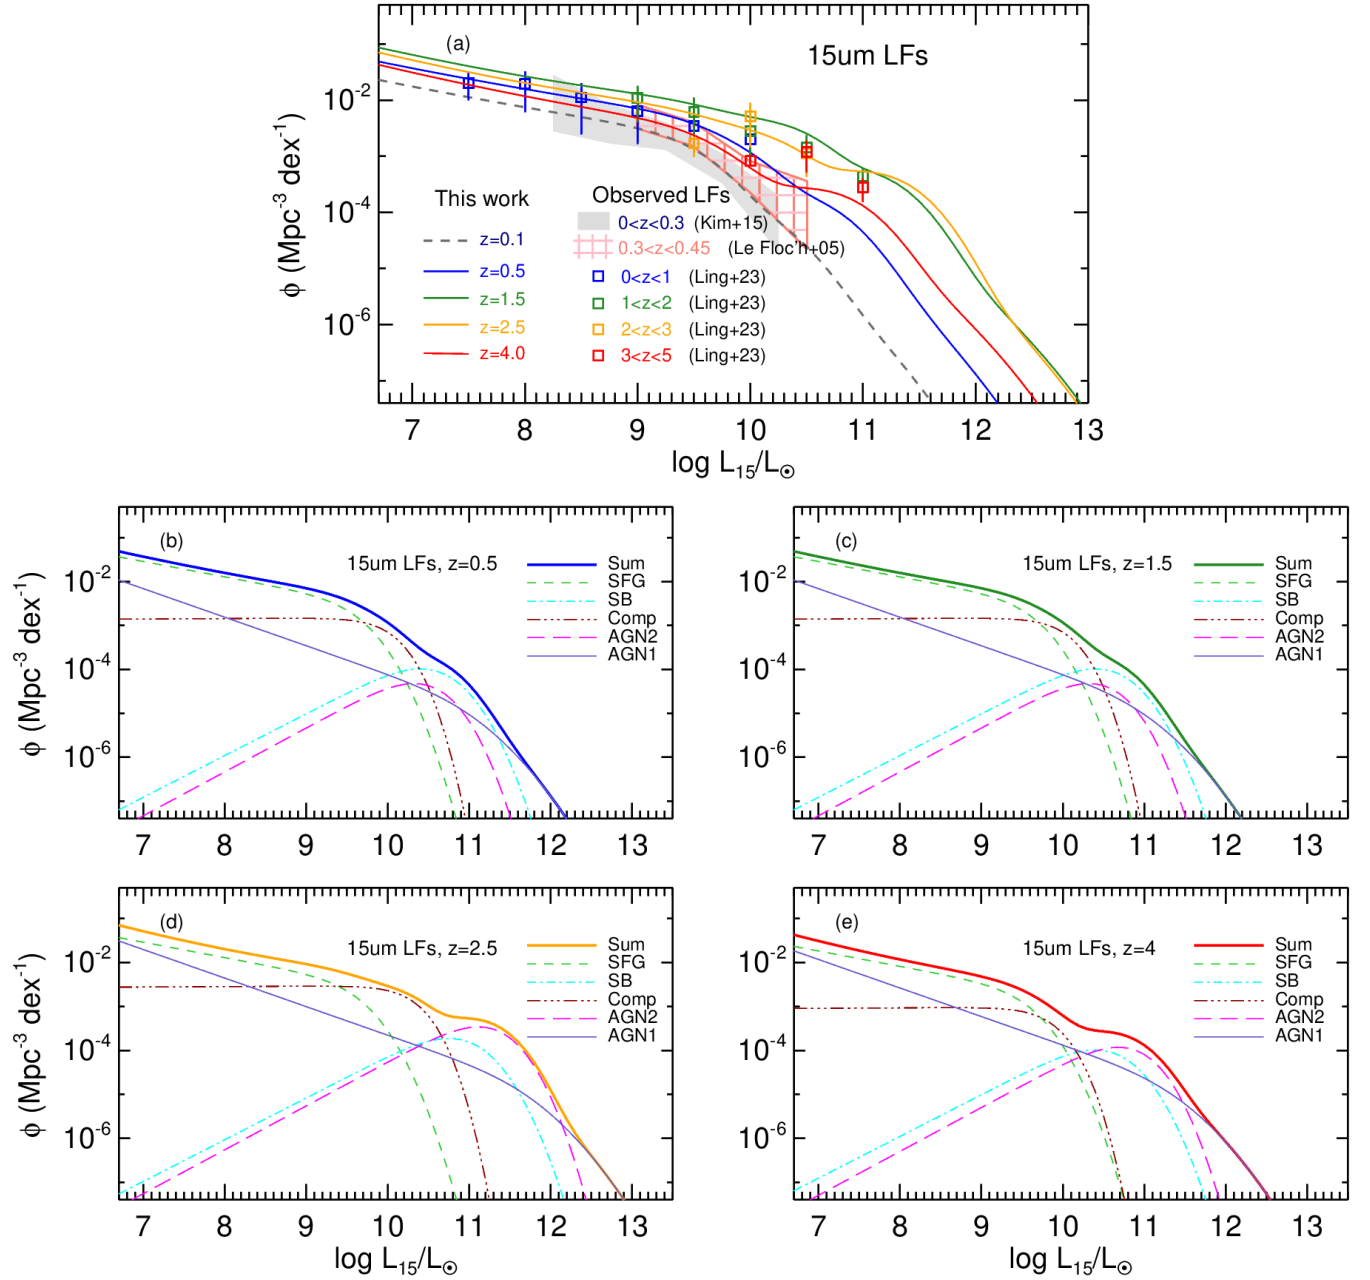 (a)
15um LFs
10⁻²
10⁻⁴
10⁻⁶
ϕ (Mpc⁻³ dex⁻¹)
This work
z=0.1
z=0.5
z=1.5
z=2.5
z=4.0
Observed LFs
0<z<0.3 (Kim+15)
0.3<z<0.45 (Le Floc'h+05)
0<z<1 (Ling+23)
1<z<2 (Ling+23)
2<z<3 (Ling+23)
3<z<5 (Ling+23)
7 8 9 10 11 12 13
log L₁₅/L☉
(b)
15um LFs, z=0.5
Sum
SFG
SB
Comp
AGN2
AGN1
10⁻²
10⁻⁴
10⁻⁶
ϕ (Mpc⁻³ dex⁻¹)
7 8 9 10 11 12 13
(c)
15um LFs, z=1.5
Sum
SFG
SB
Comp
AGN2
AGN1
10⁻²
10⁻⁴
10⁻⁶
7 8 9 10 11 12 13
(d)
15um LFs, z=2.5
Sum
SFG
SB
Comp
AGN2
AGN1
10⁻²
10⁻⁴
10⁻⁶
ϕ (Mpc⁻³ dex⁻¹)
7 8 9 10 11 12 13
log L₁₅/L☉
(e)
15um LFs, z=4
Sum
SFG
SB
Comp
AGN2
AGN1
10⁻²
10⁻⁴
10⁻⁶
7 8 9 10 11 12 13
log L₁₅/L☉